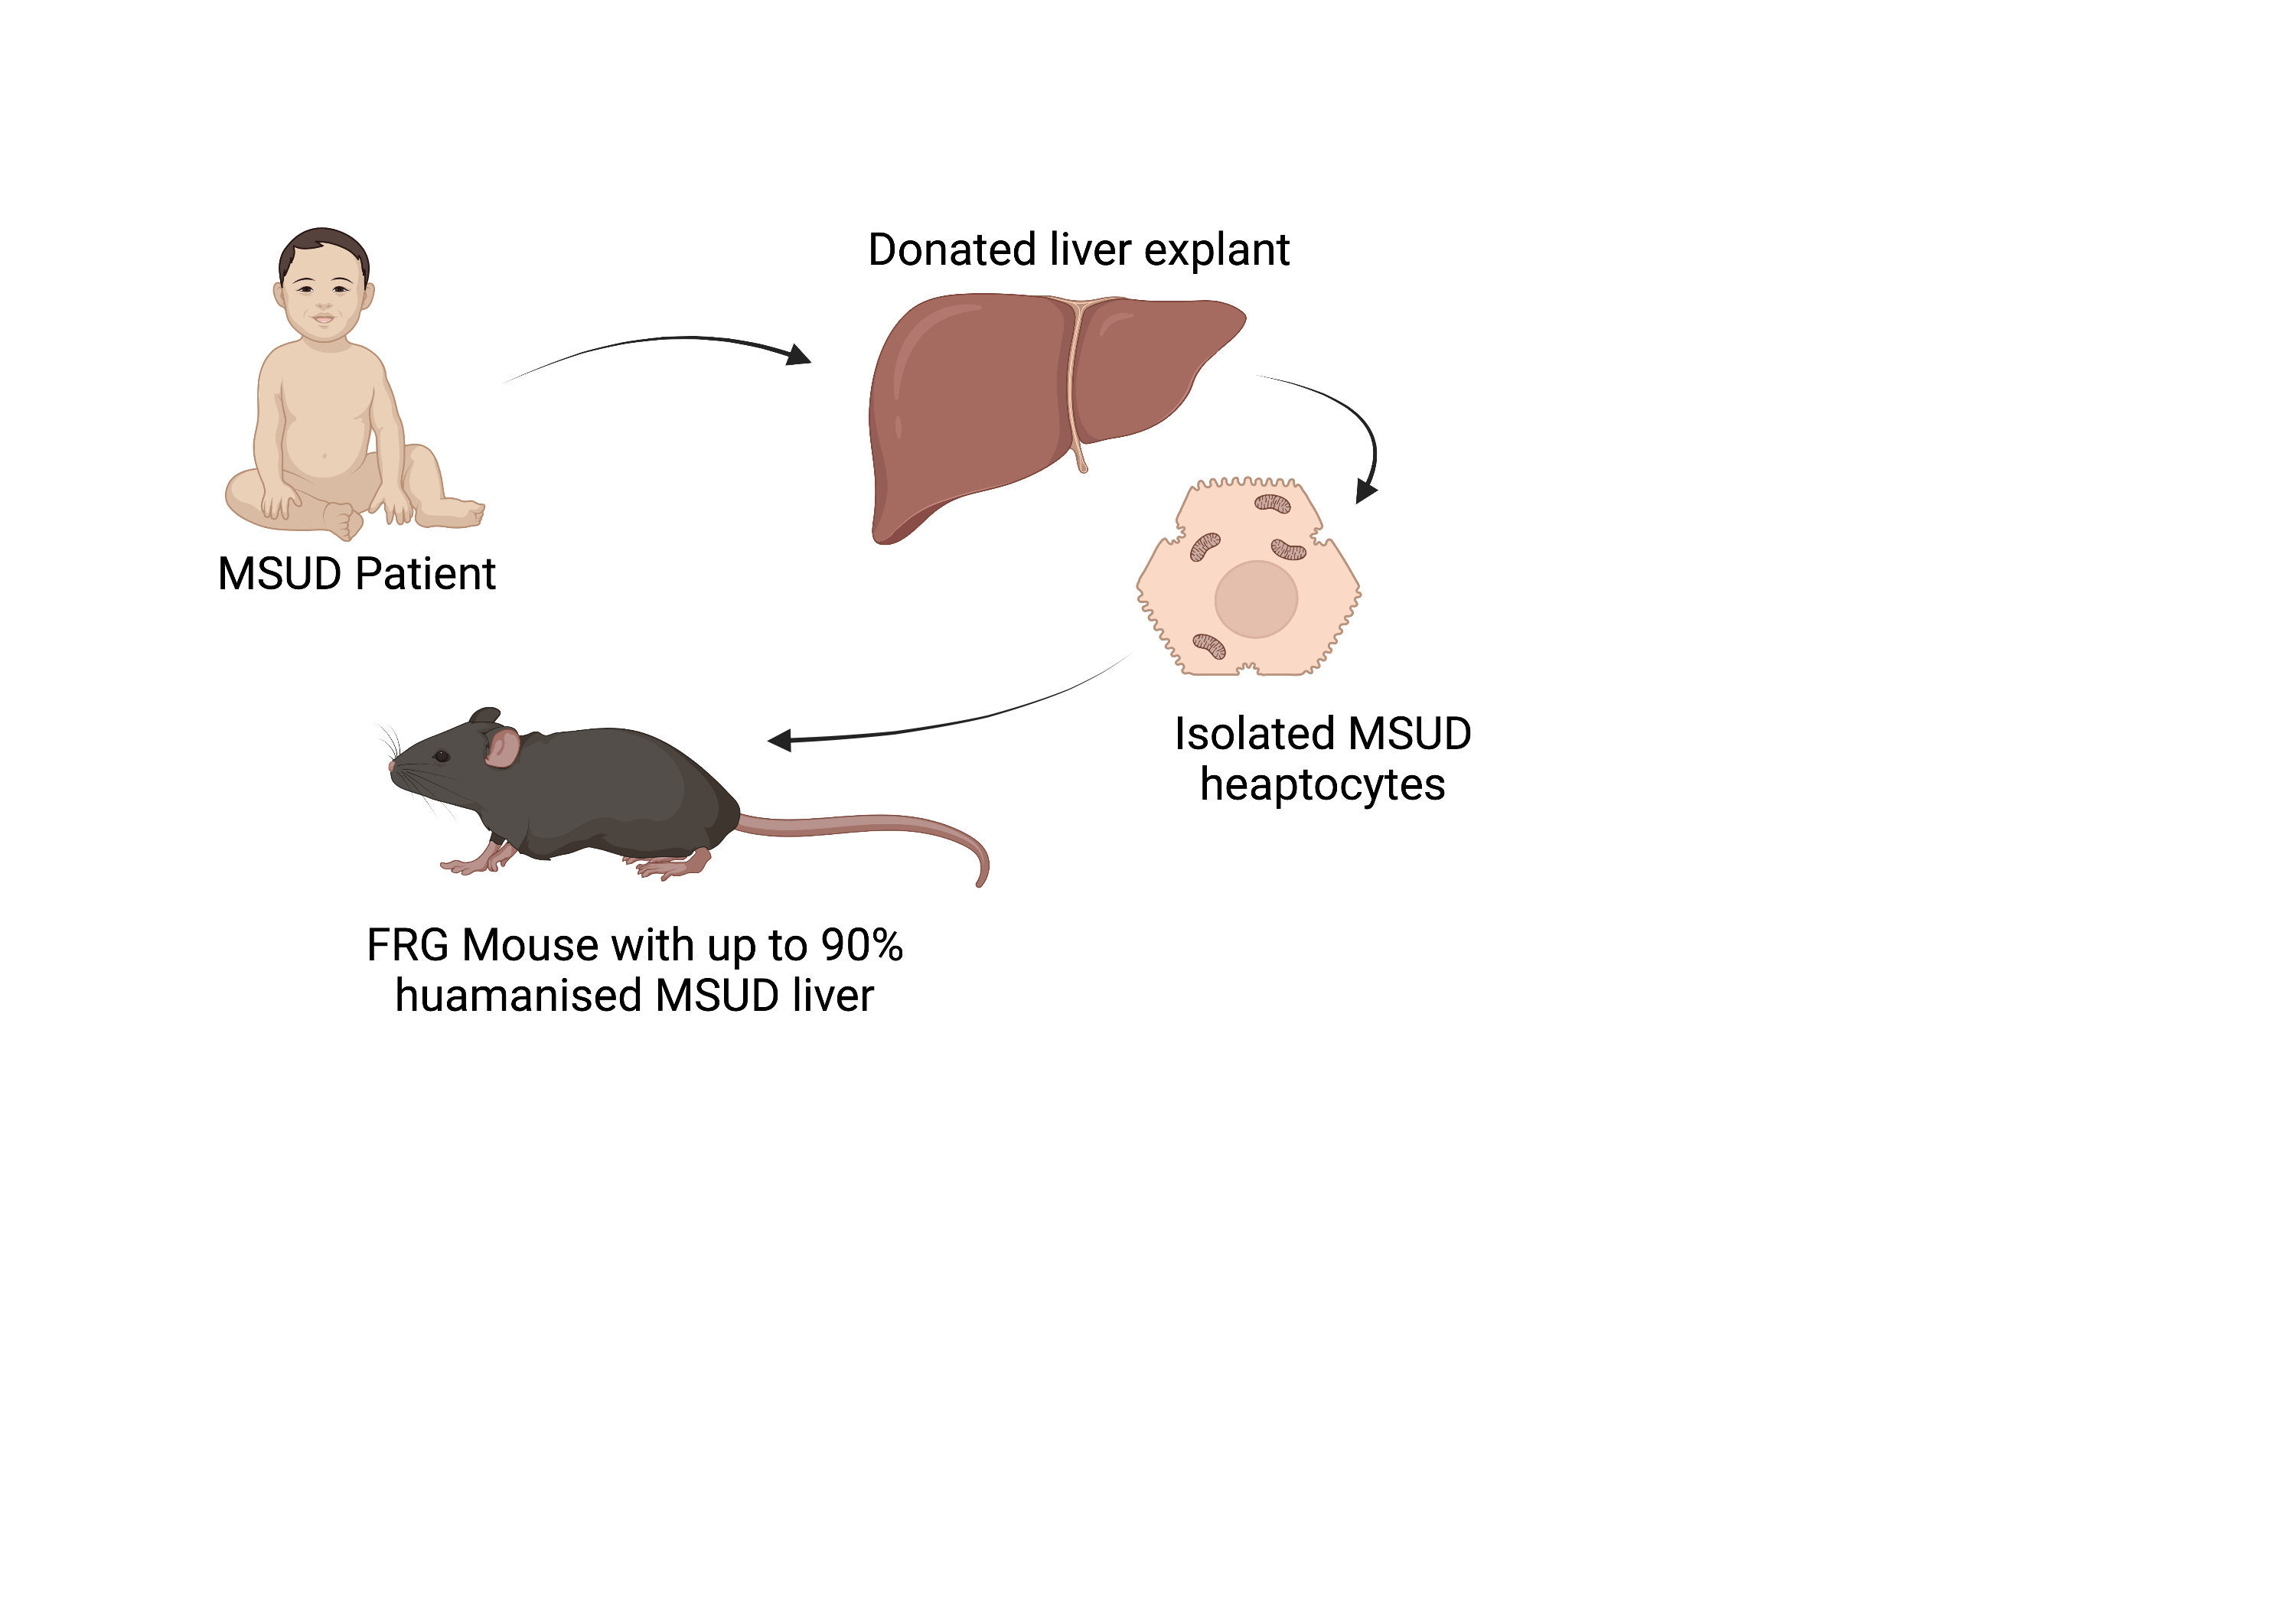 Donated liver explant
MSUD Patient
Isolated MSUD
heaptocytes
FRG Mouse with up to 90%
huamanised MSUD liver